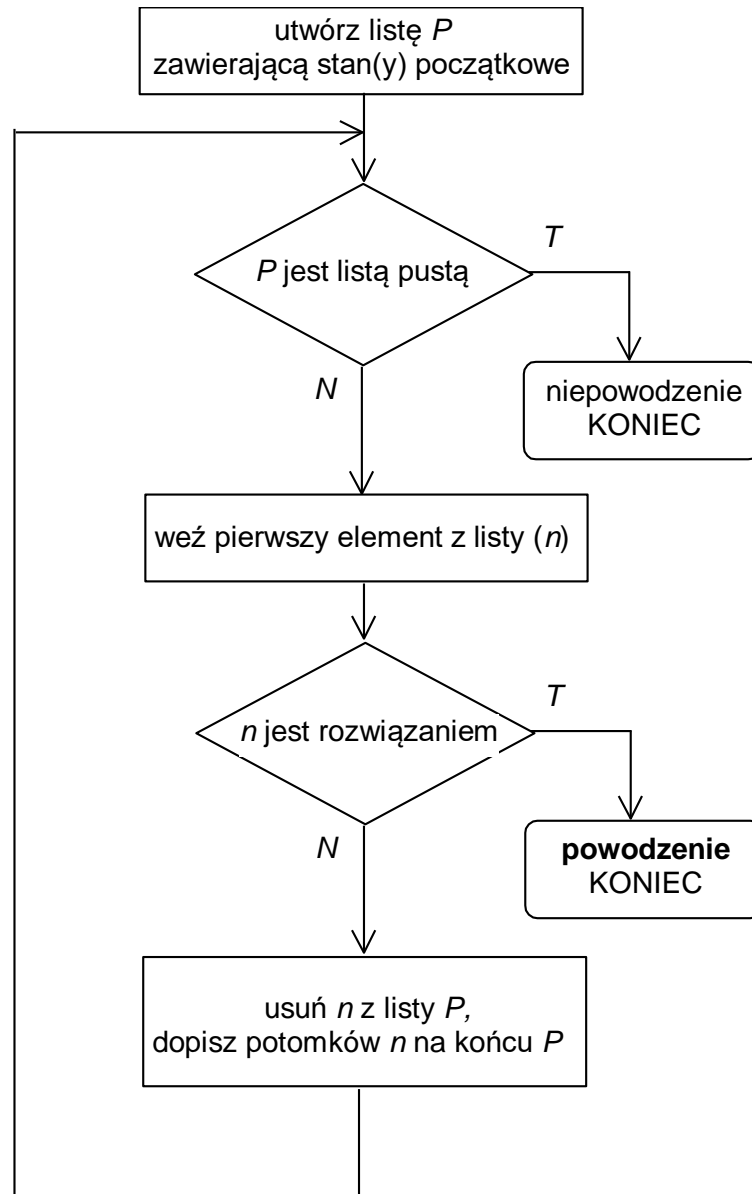 utwórz listę P
zawierającą stan(y) początkowe
T
P jest listą pustą
niepowodzenie
KONIEC
N
weź pierwszy element z listy (n)
T
n jest rozwiązaniem
powodzenie
KONIEC
N
usuń n z listy P,
dopisz potomków n na końcu P